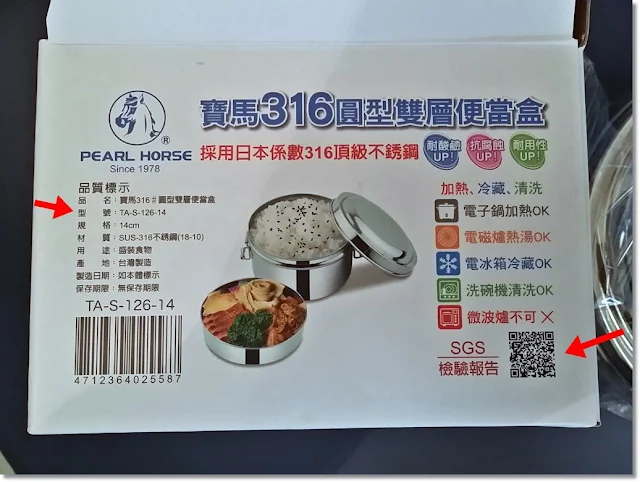 寶馬316圓型雙層便當盒
®
PEARL HORSE
Since 1978
採用日本係數316頂級不銹鋼
耐酸鹼UP!
抗腐蝕UP!
耐用性UP!
品質標示
品　　名：寶馬316#圓型雙層便當盒
型　　號：TA-S-126-14
規　　格：14cm
材　　質：SUS-316不銹鋼(18-10)
用　　途：盛裝食物
產　　地：台灣製造
製造日期：如本體標示
保存期限：無保存期限
TA-S-126-14
4712364025587
加熱、冷藏、清洗
電子鍋加熱OK
電磁爐熱湯OK
電冰箱冷藏OK
洗碗機清洗OK
微波爐不可✕
SGS
檢驗報告